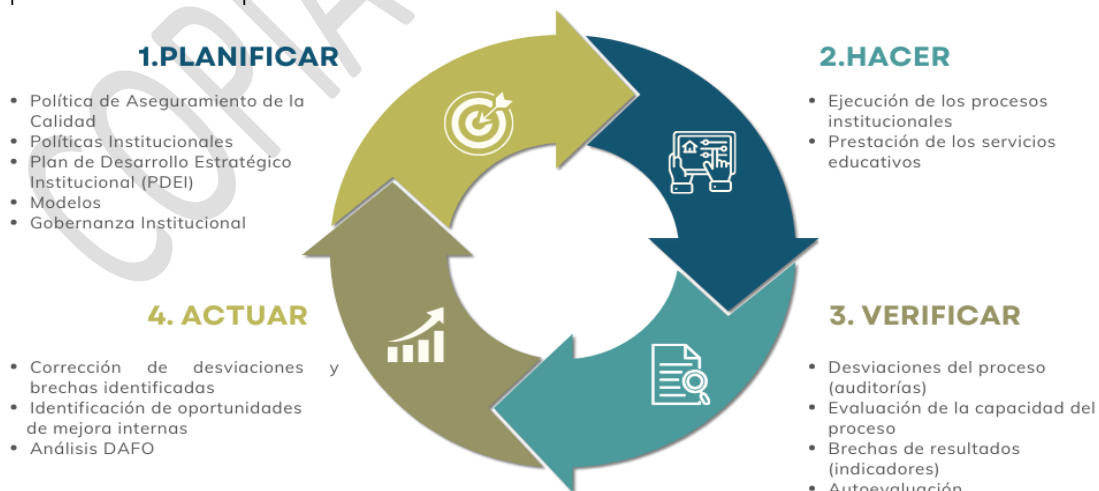 1.PLANIFICAR
• Política de Aseguramiento de la
Calidad
• Políticas Institucionales
• Plan de Desarrollo Estratégico
Institucional (PDEI)
• Modelos
• Gobernanza Institucional
2.HACER
• Ejecución de los procesos
institucionales
• Prestación de los servicios
educativos
3. VERIFICAR
• Desviaciones del proceso
(auditorías)
• Evaluación de la capacidad del
proceso
• Brechas de resultados
(indicadores)
• Autoevaluación
4. ACTUAR
• Corrección de desviaciones y
brechas identificadas
• Identificación de oportunidades
de mejora internas
• Análisis DAFO
COPIA